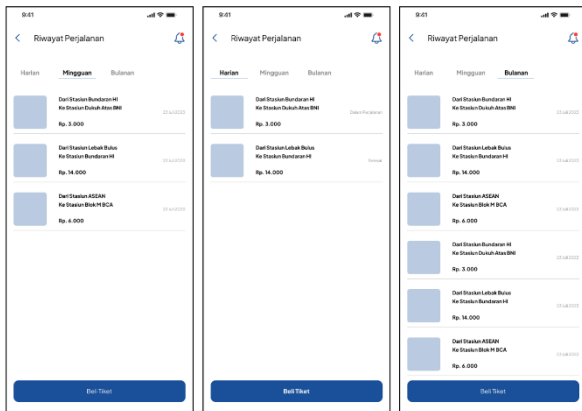 9:41
Riwayat Perjalanan
Harian Mingguan Bulanan
Dari Stasiun Bundaran HI
Ke Stasiun Dukuh Atas BNI
Rp. 3.000
Dari Stasiun Lebak Bulus
Ke Stasiun Bundaran HI
Rp. 14.000
Dari Stasiun ASEAN
Ke Stasiun Blok M BCA
Rp. 6.000
Beli Tiket
9:41
Riwayat Perjalanan
Harian Mingguan Bulanan
Dari Stasiun Bundaran HI
Ke Stasiun Dukuh Atas BNI
Dalam Perjalanan
Rp. 3.000
Dari Stasiun Lebak Bulus
Ke Stasiun Bundaran HI
Rp. 14.000
Beli Tiket
9:41
Riwayat Perjalanan
Harian Mingguan Bulanan
Dari Stasiun Bundaran HI
Ke Stasiun Dukuh Atas BNI
Rp. 3.000
Dari Stasiun Lebak Bulus
Ke Stasiun Bundaran HI
Rp. 14.000
Dari Stasiun ASEAN
Ke Stasiun Blok M BCA
Rp. 6.000
Dari Stasiun Bundaran HI
Ke Stasiun Dukuh Atas BNI
Rp. 3.000
Dari Stasiun Lebak Bulus
Ke Stasiun Bundaran HI
Rp. 14.000
Dari Stasiun ASEAN
Ke Stasiun Blok M BCA
Rp. 6.000
Beli Tiket